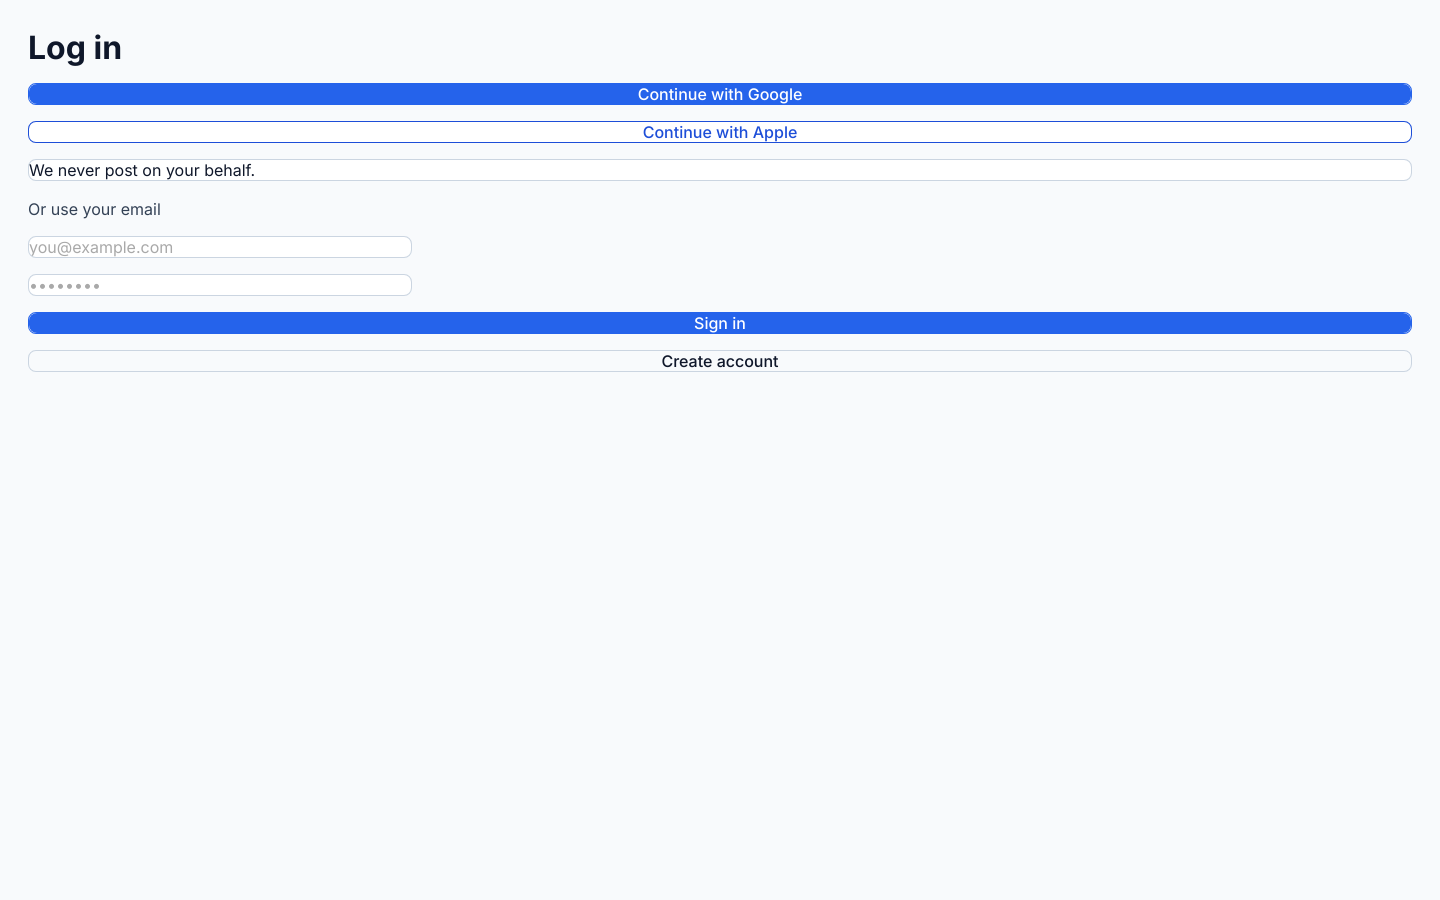 Log in
Continue with Google
Continue with Apple
We never post on your behalf.
Or use your email
you@example.com
••••••••
Sign in
Create account